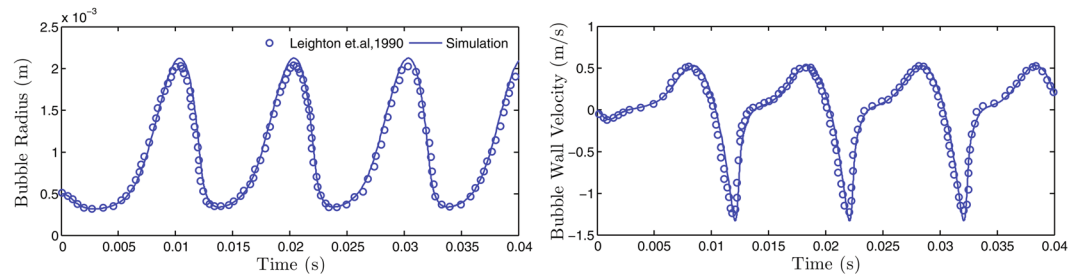 x 10⁻³
2.5
2
1.5
1
0.5
0
Bubble Radius (m)
Leighton et.al,1990 Simulation
0 0.005 0.01 0.015 0.02 0.025 0.03 0.035 0.04
Time (s)
1
0.5
0
−0.5
−1
−1.5
Bubble Wall Velocity (m/s)
0 0.005 0.01 0.015 0.02 0.025 0.03 0.035 0.04
Time (s)